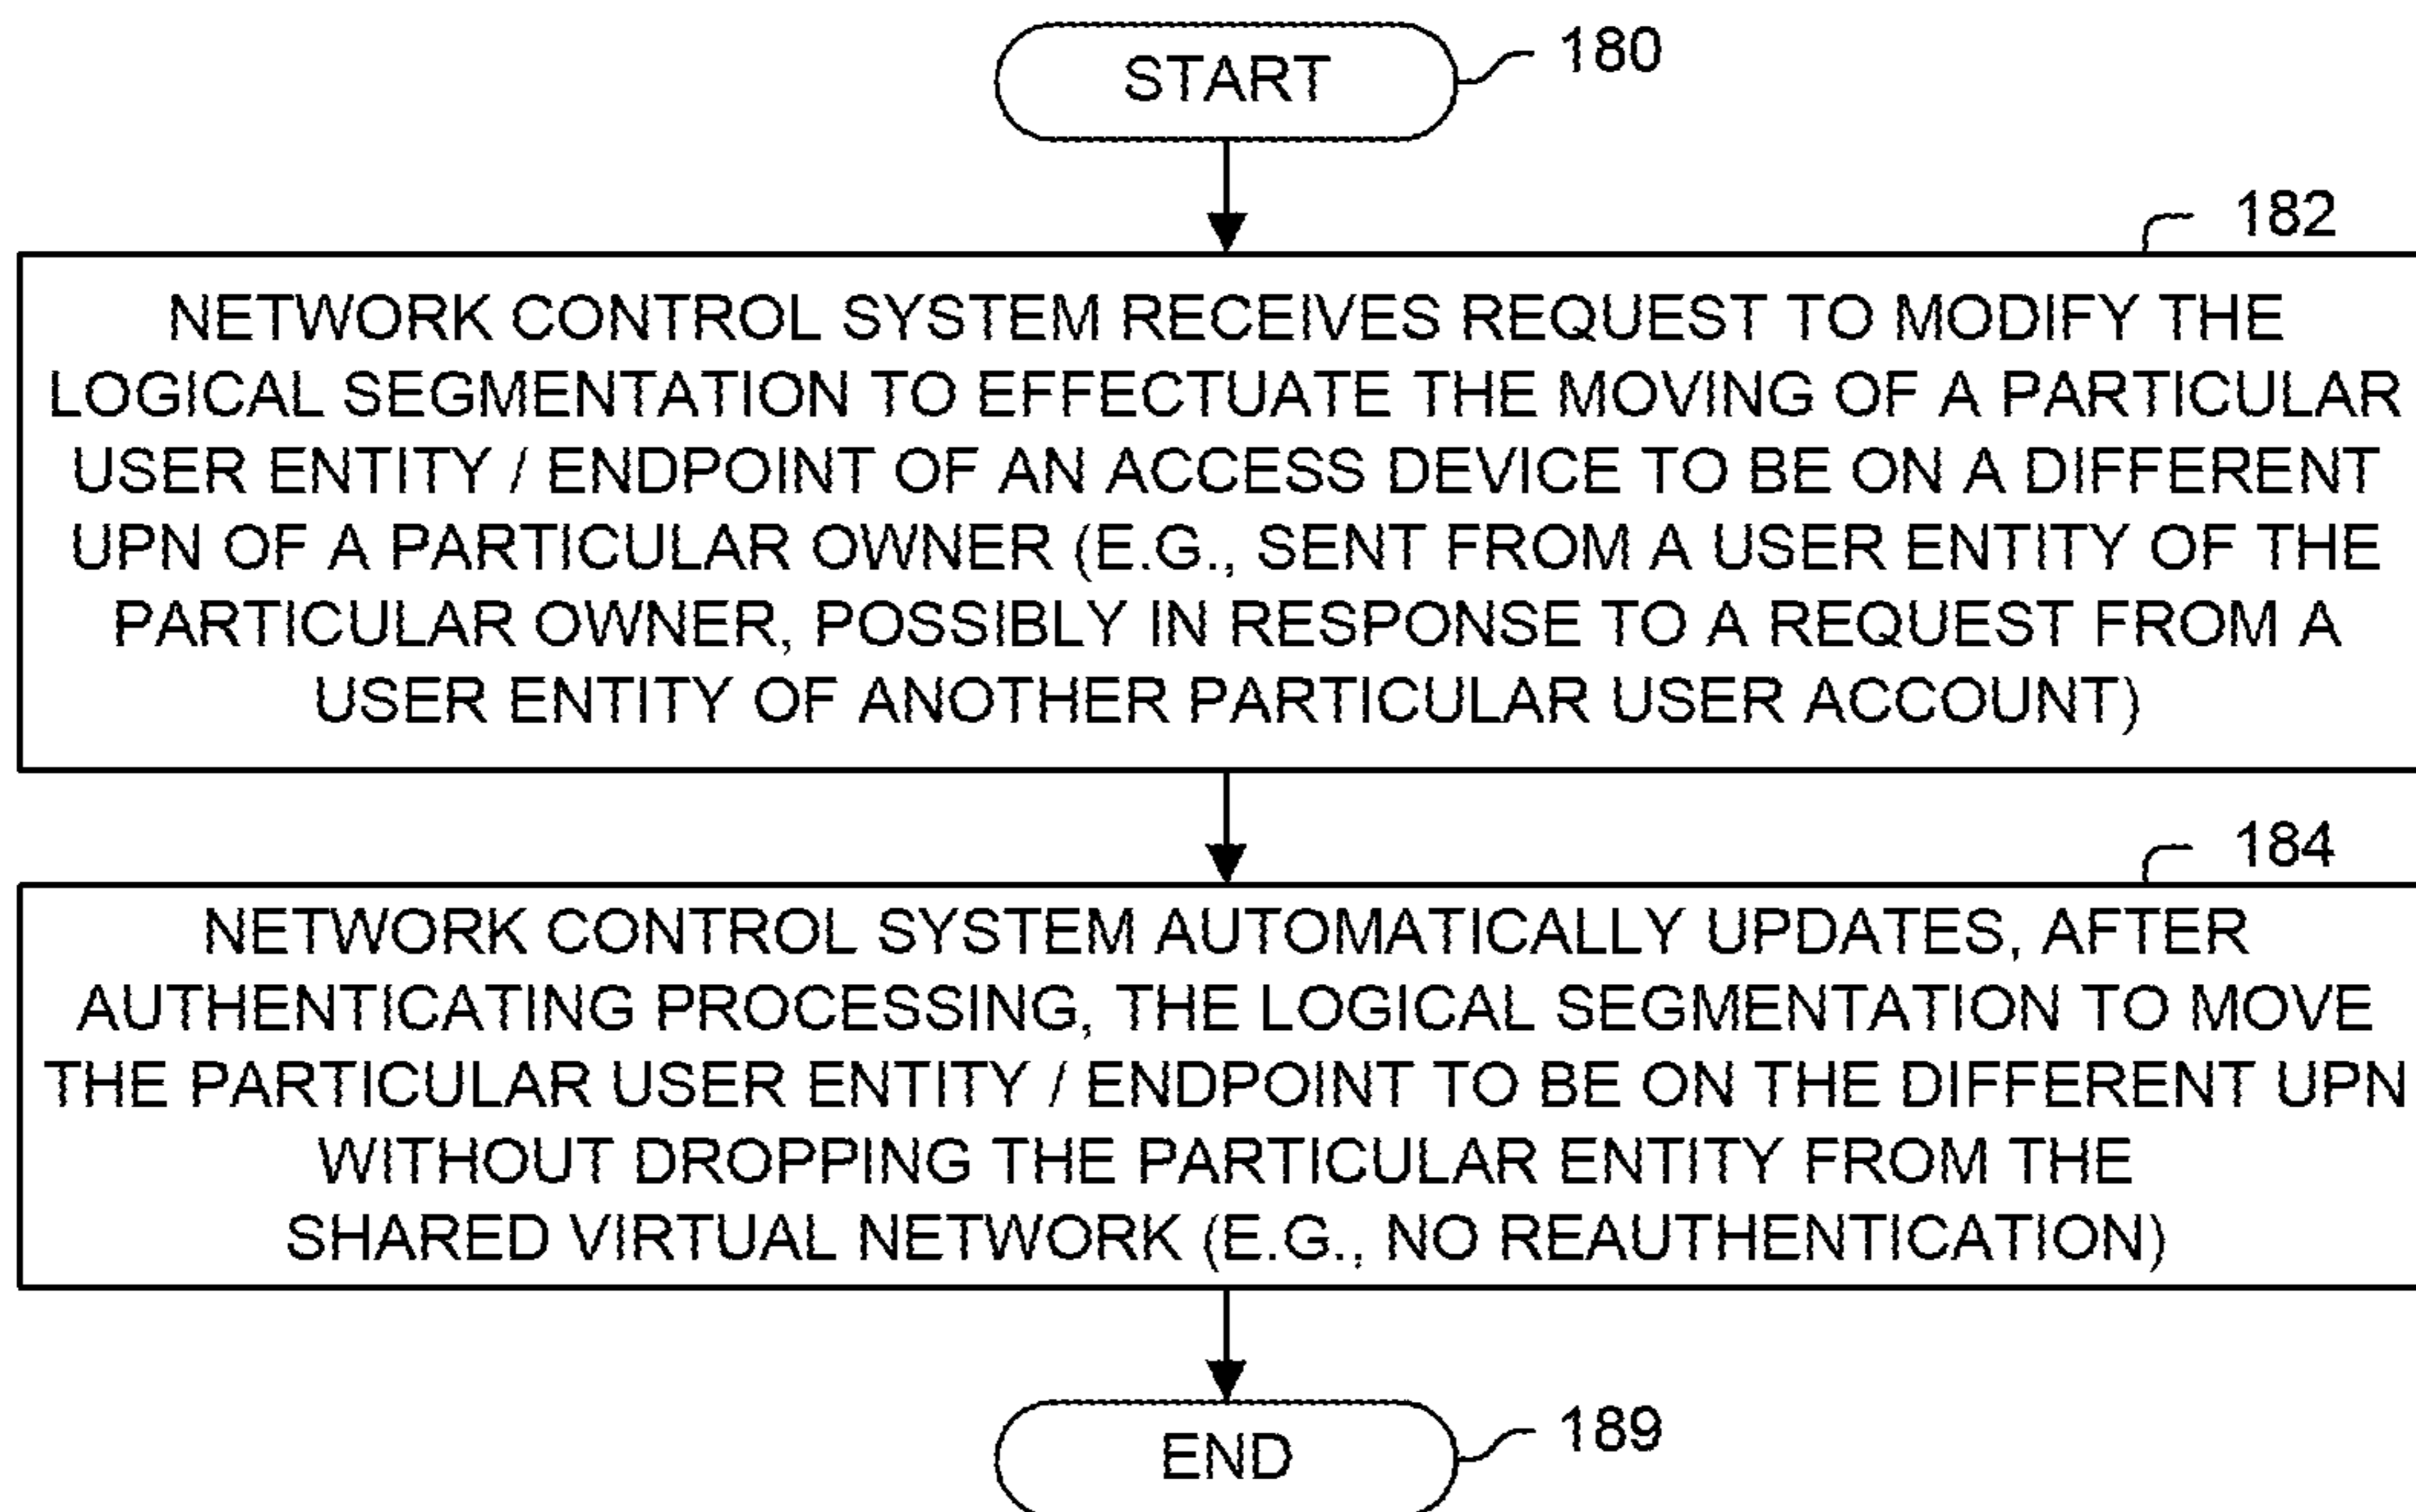 START
180
182
NETWORK CONTROL SYSTEM RECEIVES REQUEST TO MODIFY THE
LOGICAL SEGMENTATION TO EFFECTUATE THE MOVING OF A PARTICULAR
USER ENTITY / ENDPOINT OF AN ACCESS DEVICE TO BE ON A DIFFERENT
UPN OF A PARTICULAR OWNER (E.G., SENT FROM A USER ENTITY OF THE
PARTICULAR OWNER, POSSIBLY IN RESPONSE TO A REQUEST FROM A
USER ENTITY OF ANOTHER PARTICULAR USER ACCOUNT)
184
NETWORK CONTROL SYSTEM AUTOMATICALLY UPDATES, AFTER
AUTHENTICATING PROCESSING, THE LOGICAL SEGMENTATION TO MOVE
THE PARTICULAR USER ENTITY / ENDPOINT TO BE ON THE DIFFERENT UPN
WITHOUT DROPPING THE PARTICULAR ENTITY FROM THE
SHARED VIRTUAL NETWORK (E.G., NO REAUTHENTICATION)
END
189